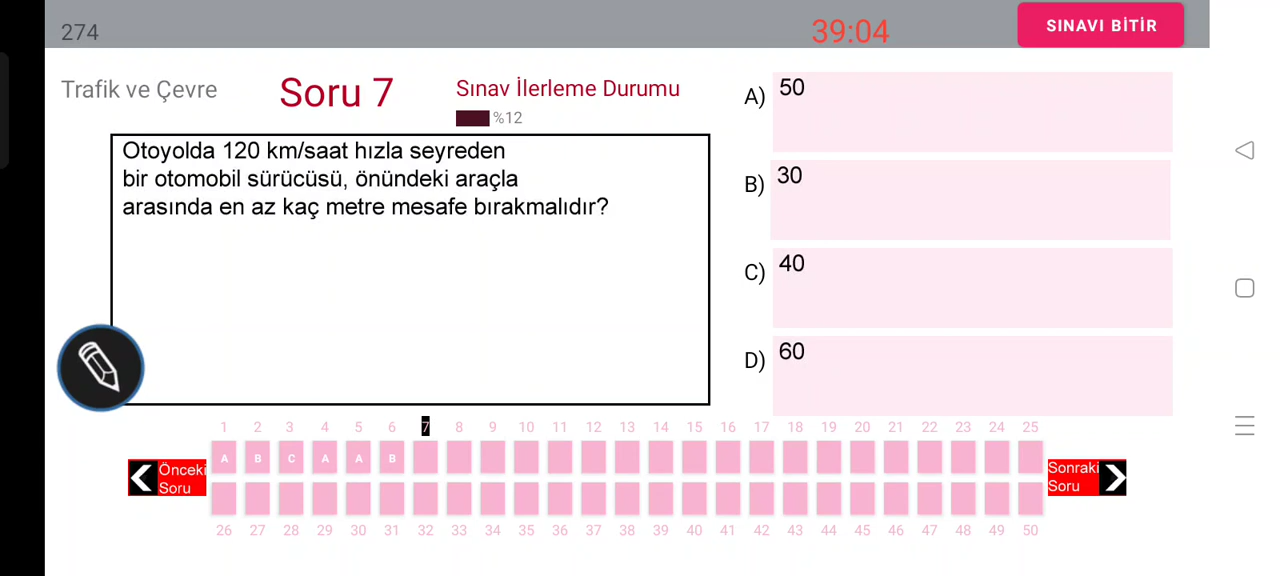 274
39:04
SINAVI BİTİR
Trafik ve Çevre
Soru 7
Sınav İlerleme Durumu
%12
Otoyolda 120 km/saat hızla seyreden
bir otomobil sürücüsü, önündeki araçla
arasında en az kaç metre mesafe bırakmalıdır?
A) 50
B) 30
C) 40
D) 60
1 2 3 4 5 6 7 8 9 10 11 12 13 14 15 16 17 18 19 20 21 22 23 24 25
A B C A A B
Önceki
Soru
Sonraki
Soru
26 27 28 29 30 31 32 33 34 35 36 37 38 39 40 41 42 43 44 45 46 47 48 49 50